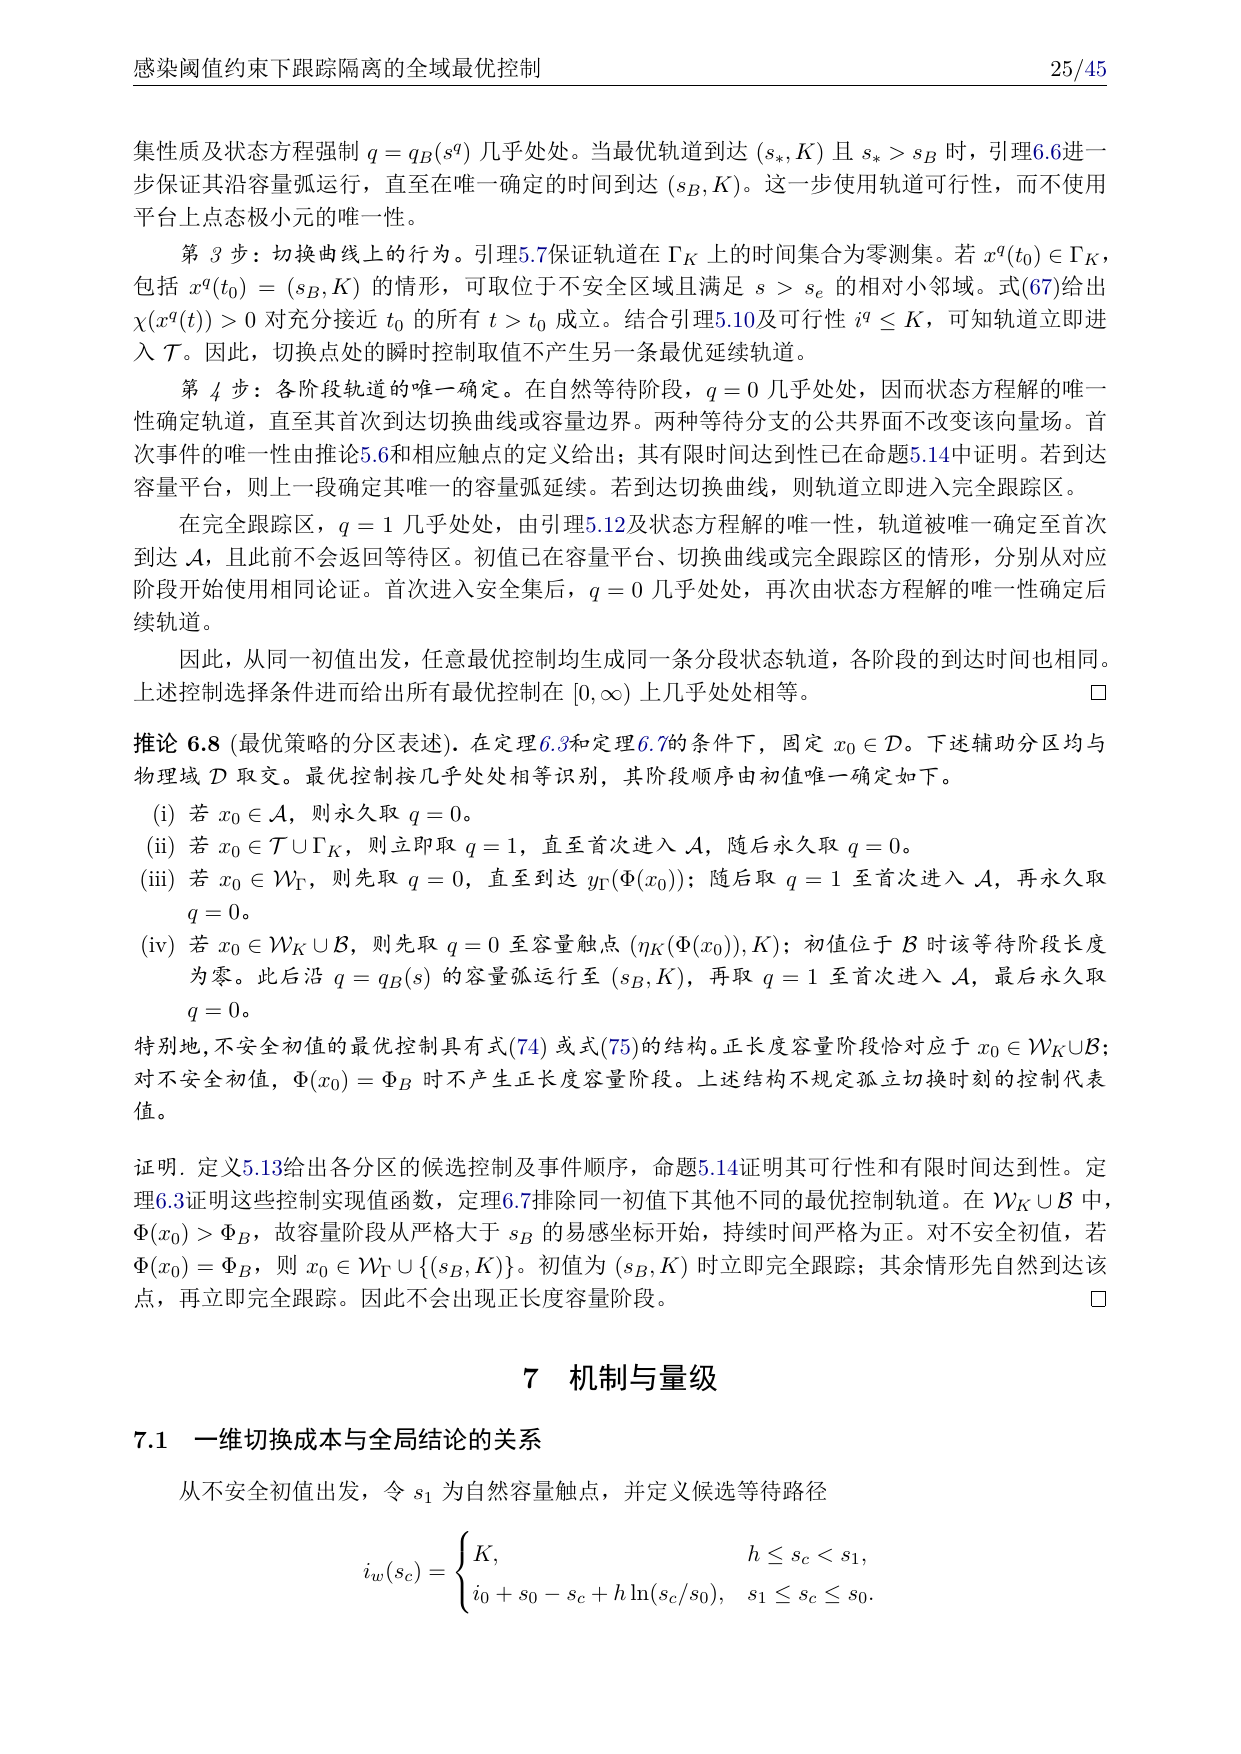 感染阈值约束下跟踪隔离的全域最优控制 25/45
集性质及状态方程强制 q = q_B(s^q) 几乎处处。当最优轨道到达 (s_*, K) 且 s_* > s_B 时，引理6.6进一
步保证其沿容量弧运行，直至在唯一确定的时间到达 (s_B, K)。这一步使用轨道可行性，而不使用
平台上点态极小元的唯一性。
第 3 步：切换曲线上的行为。引理5.7保证轨道在 Γ_K 上的时间集合为零测集。若 x^q(t_0) ∈ Γ_K，
包括 x^q(t_0) = (s_B, K) 的情形，可取位于不安全区域且满足 s > s_e 的相对小邻域。式(67)给出
χ(x^q(t)) > 0 对充分接近 t_0 的所有 t > t_0 成立。结合引理5.10及可行性 i^q ≤ K，可知轨道立即进
入 𝒯。因此，切换点处的瞬时控制取值不产生另一条最优延续轨道。
第 4 步：各阶段轨道的唯一确定。在自然等待阶段，q = 0 几乎处处，因而状态方程解的唯一
性确定轨道，直至其首次到达切换曲线或容量边界。两种等待分支的公共界面不改变该向量场。首
次事件的唯一性由推论5.6和相应触点的定义给出；其有限时间达到性已在命题5.14中证明。若到达
容量平台，则上一段确定其唯一的容量弧延续。若到达切换曲线，则轨道立即进入完全跟踪区。
在完全跟踪区，q = 1 几乎处处，由引理5.12及状态方程解的唯一性，轨道被唯一确定至首次
到达 𝒜，且此前不会返回等待区。初值已在容量平台、切换曲线或完全跟踪区的情形，分别从对应
阶段开始使用相同论证。首次进入安全集后，q = 0 几乎处处，再次由状态方程解的唯一性确定后
续轨道。
因此，从同一初值出发，任意最优控制均生成同一条分段状态轨道，各阶段的到达时间也相同。
上述控制选择条件进而给出所有最优控制在 [0, ∞) 上几乎处处相等。 □
推论 6.8 (最优策略的分区表述). 在定理6.3和定理6.7的条件下，固定 x_0 ∈ 𝒟。下述辅助分区均与
物理域 𝒟 取交。最优控制按几乎处处相等识别，其阶段顺序由初值唯一确定如下。
(i) 若 x_0 ∈ 𝒜，则永久取 q = 0。
(ii) 若 x_0 ∈ 𝒯 ∪ Γ_K，则立即取 q = 1，直至首次进入 𝒜，随后永久取 q = 0。
(iii) 若 x_0 ∈ 𝒲_Γ，则先取 q = 0，直至到达 y_Γ(Φ(x_0))；随后取 q = 1 至首次进入 𝒜，再永久取
q = 0。
(iv) 若 x_0 ∈ 𝒲_K ∪ ℬ，则先取 q = 0 至容量触点 (η_K(Φ(x_0)), K)；初值位于 ℬ 时该等待阶段长度
为零。此后沿 q = q_B(s) 的容量弧运行至 (s_B, K)，再取 q = 1 至首次进入 𝒜，最后永久取
q = 0。
特别地，不安全初值的最优控制具有式(74) 或式(75)的结构。正长度容量阶段恰对应于 x_0 ∈ 𝒲_K∪ℬ；
对不安全初值，Φ(x_0) = Φ_B 时不产生正长度容量阶段。上述结构不规定孤立切换时刻的控制代表
值。
证明. 定义5.13给出各分区的候选控制及事件顺序，命题5.14证明其可行性和有限时间达到性。定
理6.3证明这些控制实现值函数，定理6.7排除同一初值下其他不同的最优控制轨道。在 𝒲_K ∪ ℬ 中，
Φ(x_0) > Φ_B，故容量阶段从严格大于 s_B 的易感坐标开始，持续时间严格为正。对不安全初值，若
Φ(x_0) = Φ_B，则 x_0 ∈ 𝒲_Γ ∪ {(s_B, K)}。初值为 (s_B, K) 时立即完全跟踪；其余情形先自然到达该
点，再立即完全跟踪。因此不会出现正长度容量阶段。 □
7 机制与量级
7.1 一维切换成本与全局结论的关系
从不安全初值出发，令 s_1 为自然容量触点，并定义候选等待路径
i_w(s_c) = { K, h ≤ s_c < s_1,
i_0 + s_0 − s_c + h ln(s_c/s_0), s_1 ≤ s_c ≤ s_0.